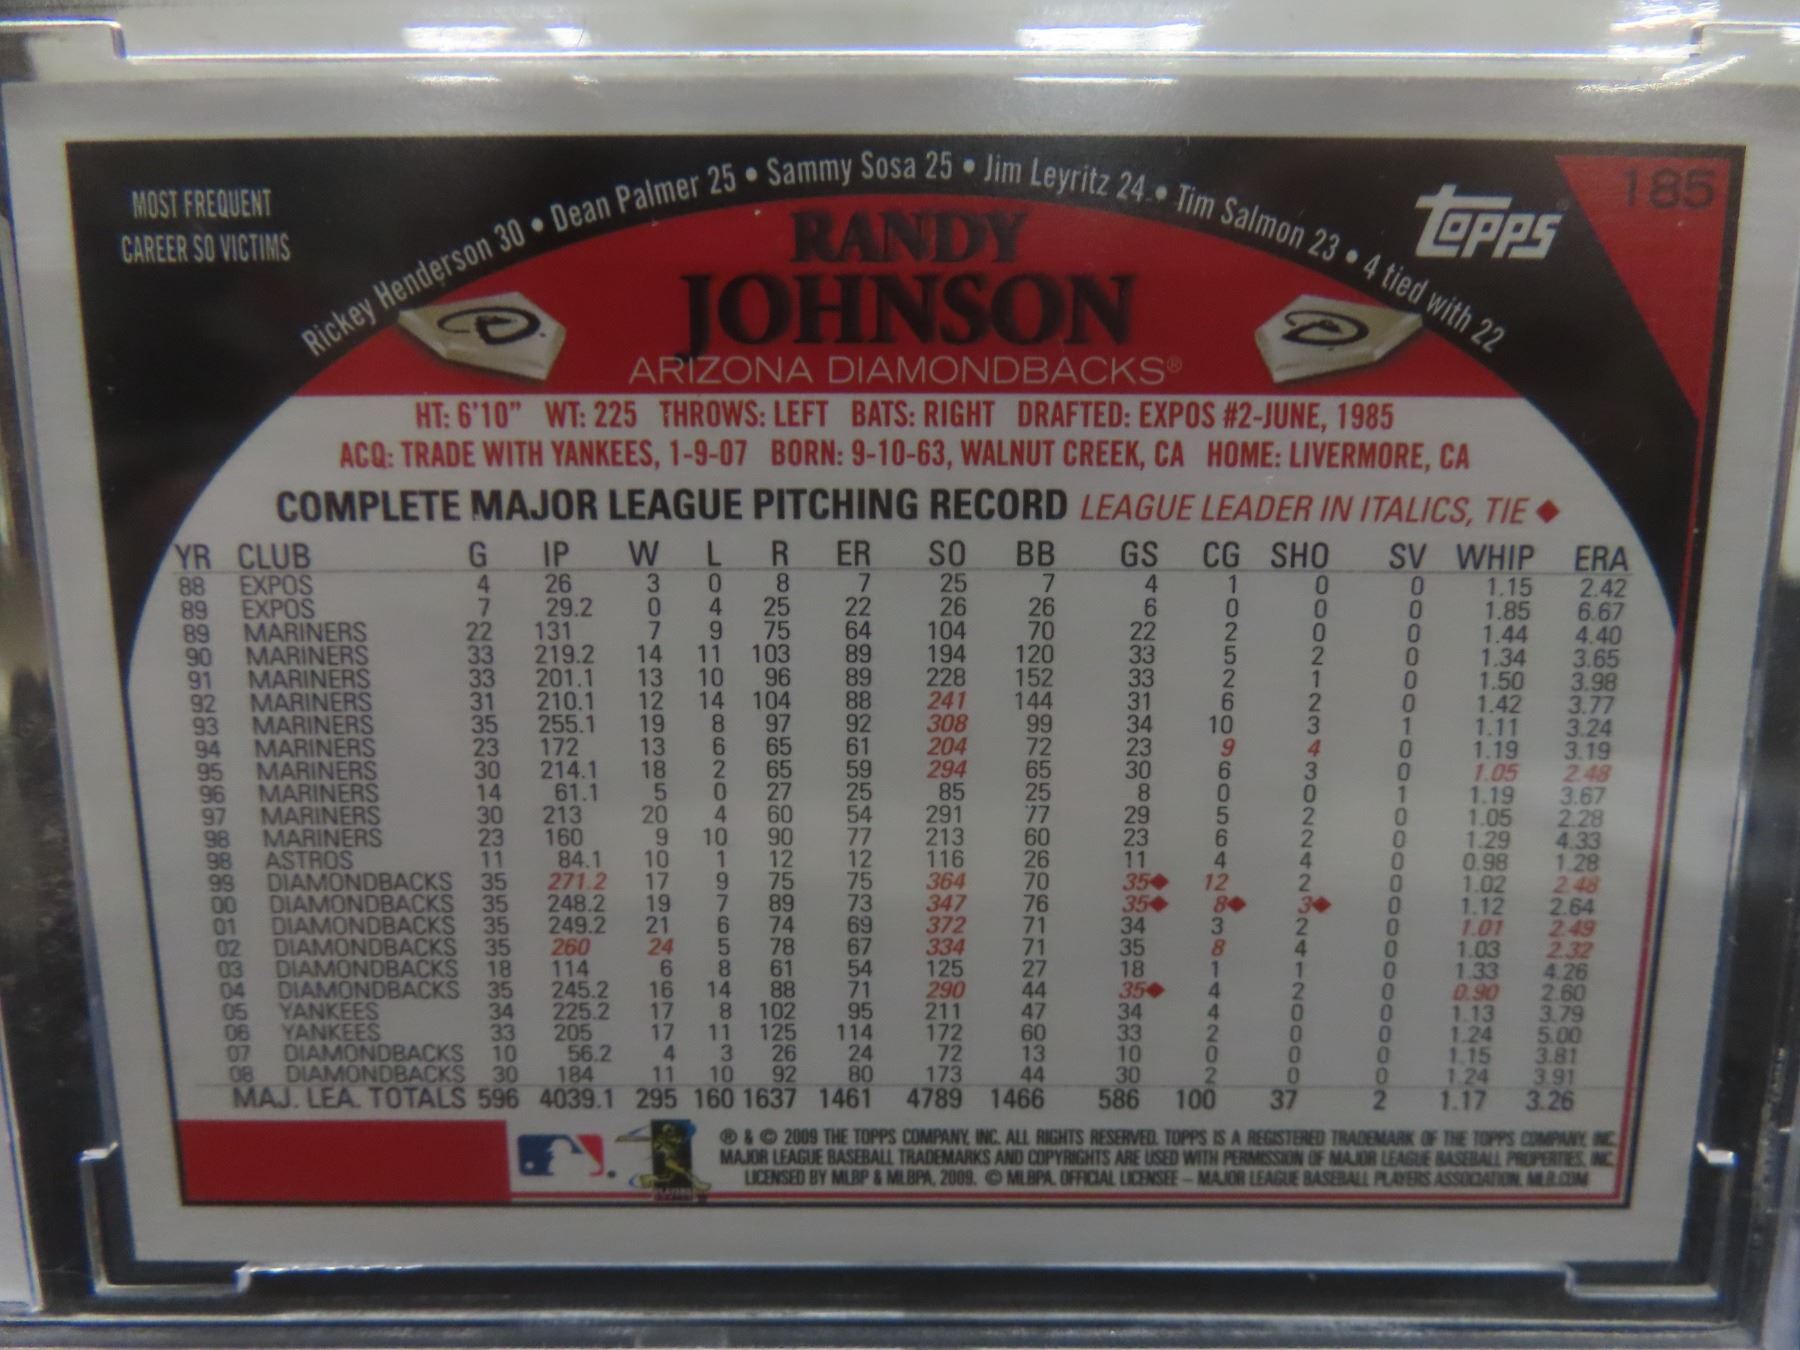 MOST FREQUENT
CAREER SO VICTIMS
Rickey Henderson 30 • Dean Palmer 25 • Sammy Sosa 25 • Jim Leyritz 24 • Tim Salmon 23 • 4 tied with 22
topps
185
RANDY
JOHNSON
ARIZONA DIAMONDBACKS®
HT: 6'10" WT: 225 THROWS: LEFT BATS: RIGHT DRAFTED: EXPOS #2-JUNE, 1985
ACQ: TRADE WITH YANKEES, 1-9-07 BORN: 9-10-63, WALNUT CREEK, CA HOME: LIVERMORE, CA
COMPLETE MAJOR LEAGUE PITCHING RECORD LEAGUE LEADER IN ITALICS, TIE ◆
YR CLUB G IP W L R ER SO BB GS CG SHO SV WHIP ERA
88 EXPOS 4 26 3 0 8 7 25 7 4 1 0 0 1.15 2.42
89 EXPOS 7 29.2 0 4 25 22 26 26 6 0 0 0 1.85 6.67
89 MARINERS 22 131 7 9 75 64 104 70 22 2 0 0 1.44 4.40
90 MARINERS 33 219.2 14 11 103 89 194 120 33 5 2 0 1.34 3.65
91 MARINERS 33 201.1 13 10 96 89 228 152 33 2 1 0 1.50 3.98
92 MARINERS 31 210.1 12 14 104 88 241 144 31 6 2 0 1.42 3.77
93 MARINERS 35 255.1 19 8 97 92 308 99 34 10 3 1 1.11 3.24
94 MARINERS 23 172 13 6 65 61 204 72 23 9 4 0 1.19 3.19
95 MARINERS 30 214.1 18 2 65 59 294 65 30 6 3 0 1.05 2.48
96 MARINERS 14 61.1 5 0 27 25 85 25 8 0 0 1 1.19 3.67
97 MARINERS 30 213 20 4 60 54 291 77 29 5 2 0 1.05 2.28
98 MARINERS 23 160 9 10 90 77 213 60 23 6 2 0 1.29 4.33
98 ASTROS 11 84.1 10 1 12 12 116 26 11 4 4 0 0.98 1.28
99 DIAMONDBACKS 35 271.2 17 9 75 75 364 70 35◆ 12 2 0 1.02 2.48
00 DIAMONDBACKS 35 248.2 19 7 89 73 347 76 35◆ 8◆ 3◆ 0 1.12 2.64
01 DIAMONDBACKS 35 249.2 21 6 74 69 372 71 34 3 2 0 1.01 2.49
02 DIAMONDBACKS 35 260 24 5 78 67 334 71 35 8 4 0 1.03 2.32
03 DIAMONDBACKS 18 114 6 8 61 54 125 27 18 1 1 0 1.33 4.26
04 DIAMONDBACKS 35 245.2 16 14 88 71 290 44 35◆ 4 2 0 0.90 2.60
05 YANKEES 34 225.2 17 8 102 95 211 47 34 4 0 0 1.13 3.79
06 YANKEES 33 205 17 11 125 114 172 60 33 2 0 0 1.24 5.00
07 DIAMONDBACKS 10 56.2 4 3 26 24 72 13 10 0 0 0 1.15 3.81
08 DIAMONDBACKS 30 184 11 10 92 80 173 44 30 2 0 0 1.24 3.91
MAJ. LEA. TOTALS 596 4039.1 295 160 1637 1461 4789 1466 586 100 37 2 1.17 3.26
® & © 2009 THE TOPPS COMPANY, INC. ALL RIGHTS RESERVED. TOPPS IS A REGISTERED TRADEMARK OF THE TOPPS COMPANY, INC.
MAJOR LEAGUE BASEBALL TRADEMARKS AND COPYRIGHTS ARE USED WITH PERMISSION OF MAJOR LEAGUE BASEBALL PROPERTIES, INC.
LICENSED BY MLBP & MLBPA, 2009. © MLBPA. OFFICIAL LICENSEE – MAJOR LEAGUE BASEBALL PLAYERS ASSOCIATION. MLB.COM